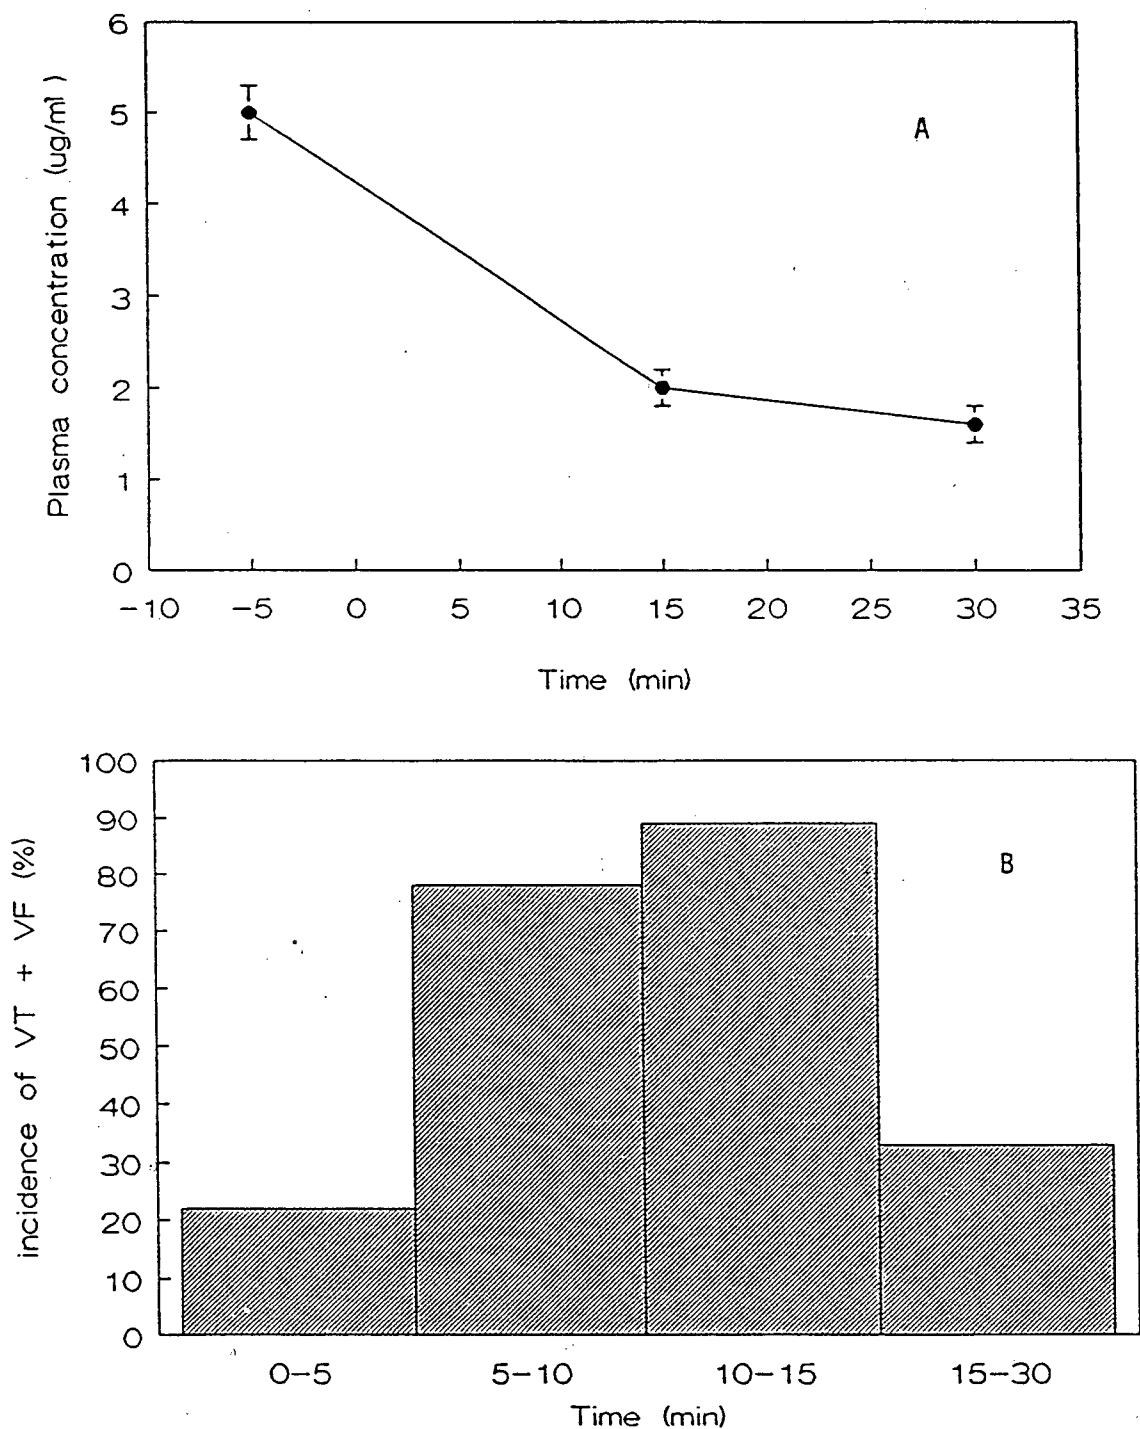 6
5
4
3
2
1
0
Plasma concentration (ug/ml)
A
-10 -5 0 5 10 15 20 25 30 35
Time (min)
100
90
80
70
60
50
40
30
20
10
0
incidence of VT + VF (%)
B
0-5 5-10 10-15 15-30
Time (min)